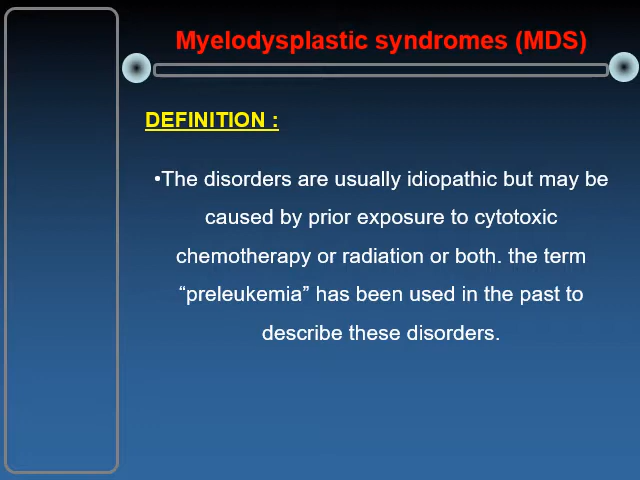 Myelodysplastic syndromes (MDS)
DEFINITION :
•The disorders are usually idiopathic but may be
caused by prior exposure to cytotoxic
chemotherapy or radiation or both. the term
“preleukemia” has been used in the past to
describe these disorders.